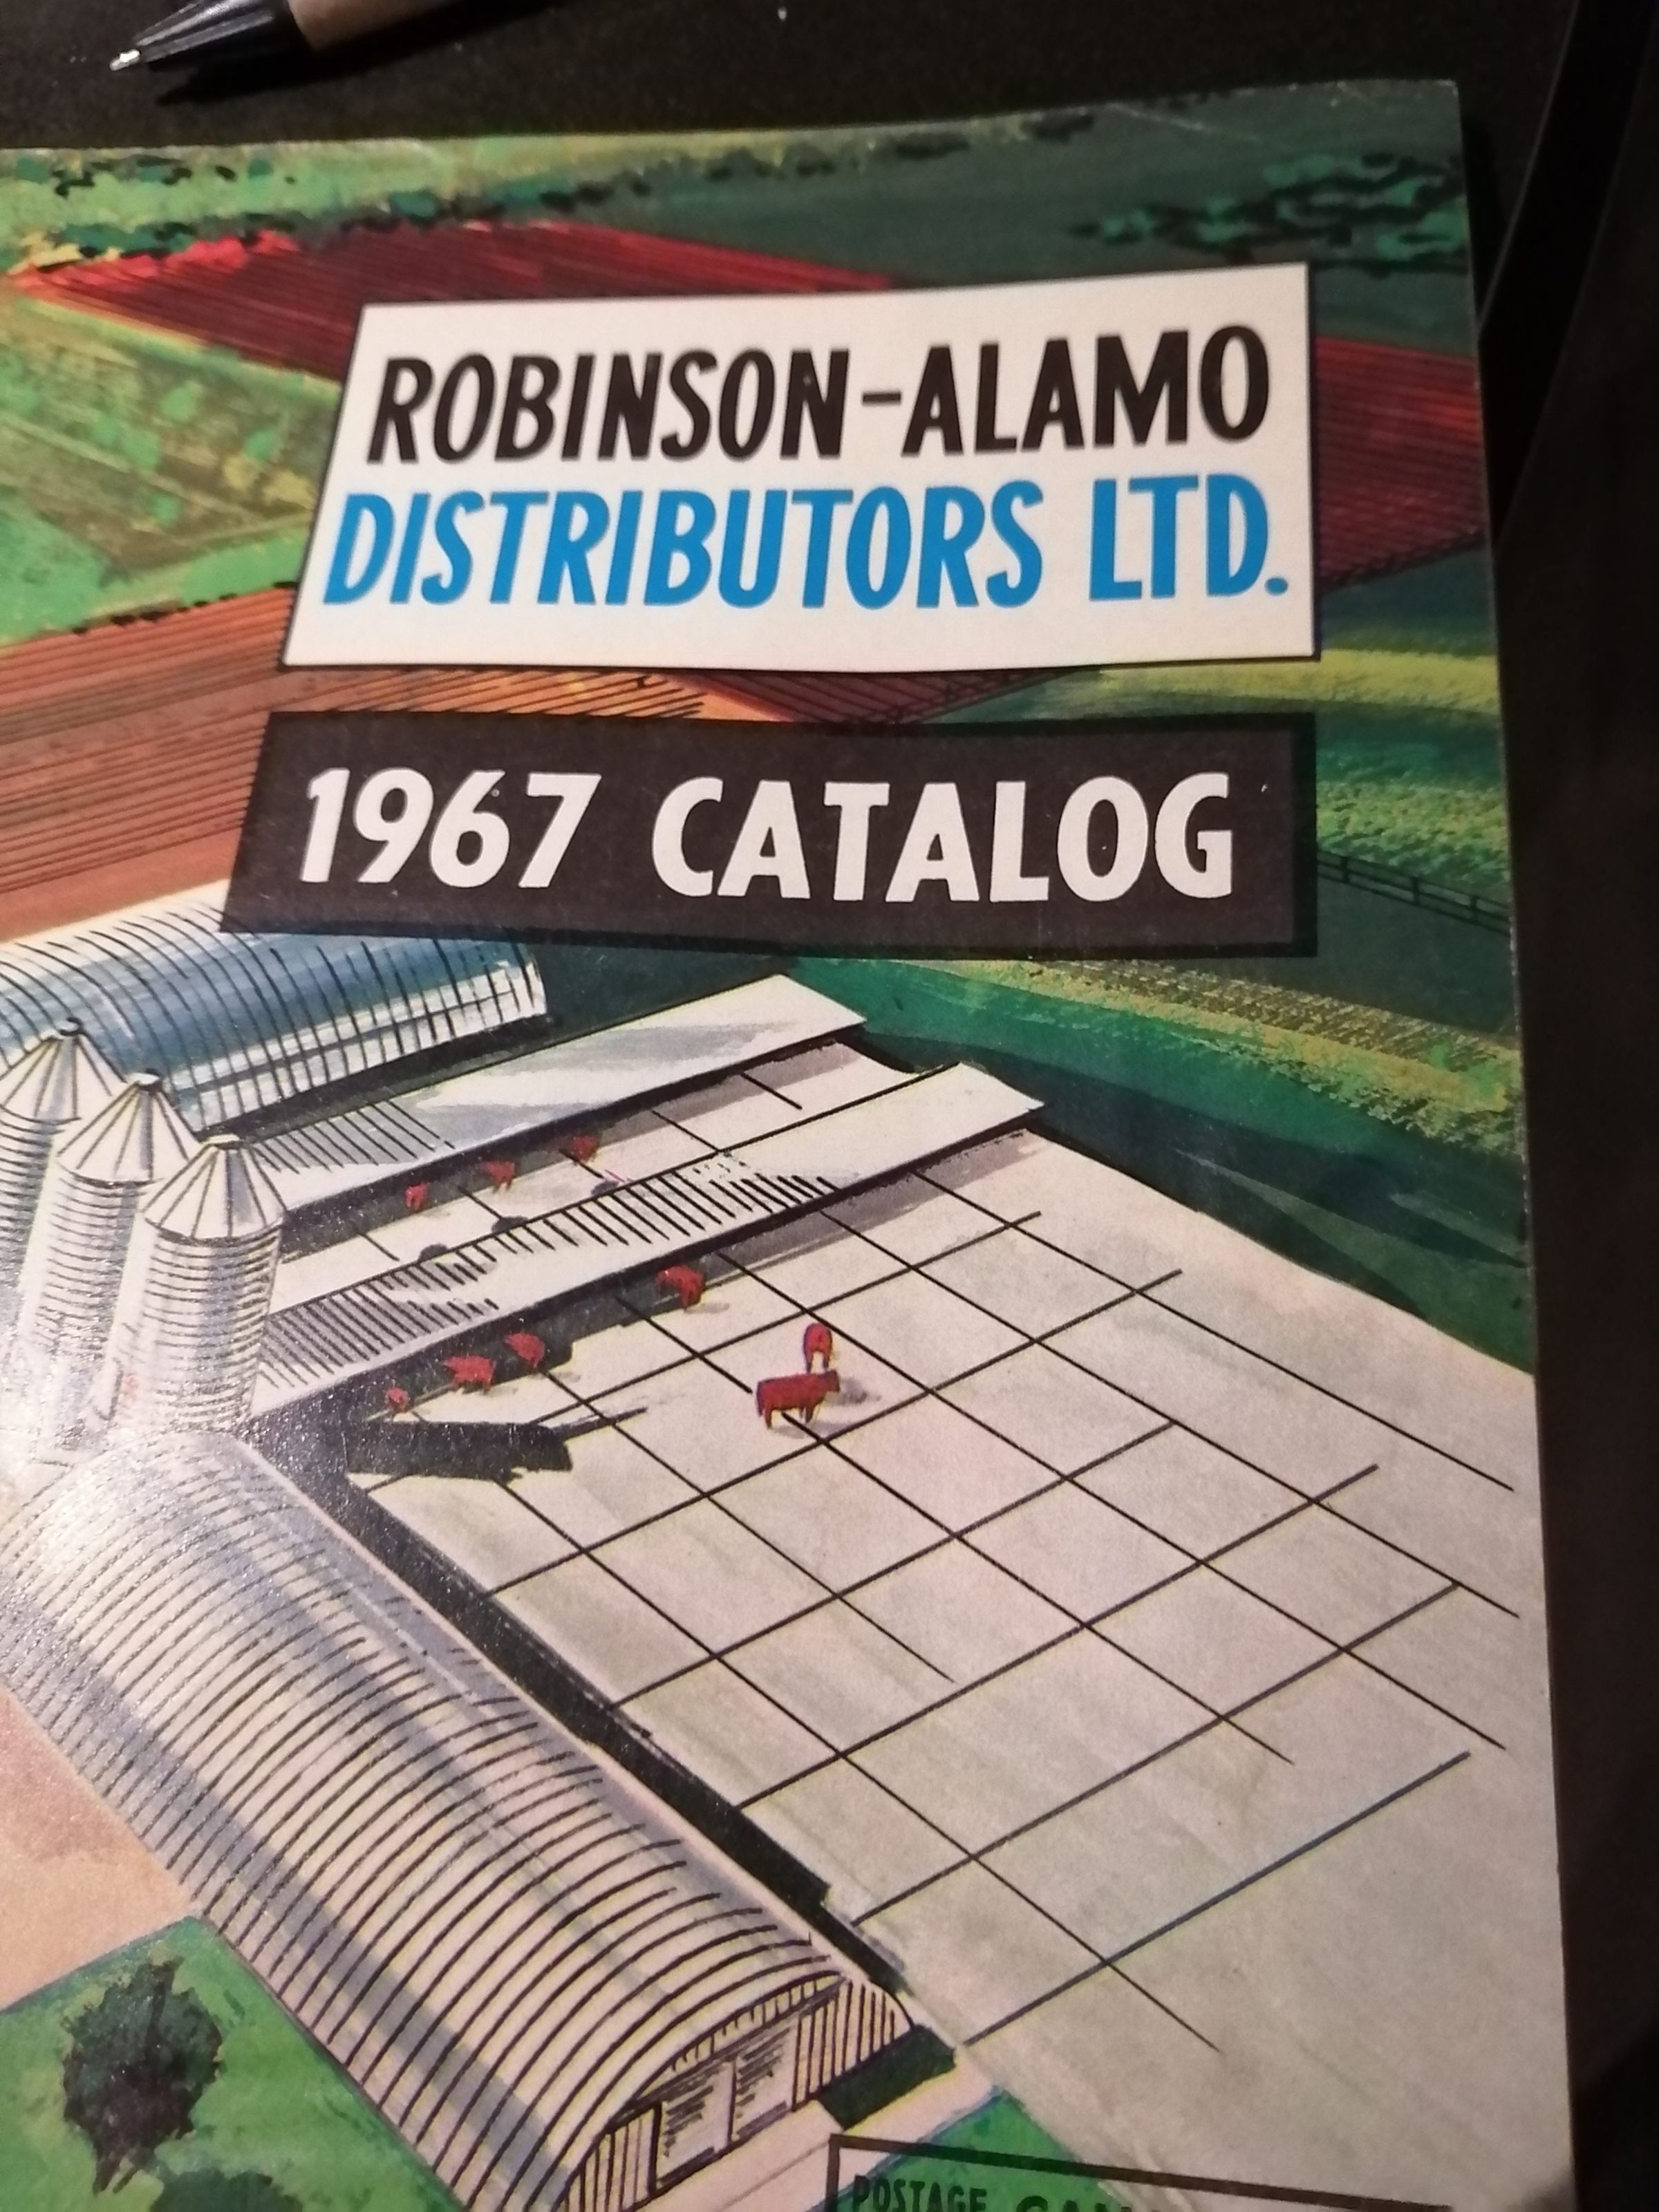 ROBINSON-ALAMO
DISTRIBUTORS LTD.
1967 CATALOG
POSTAGE